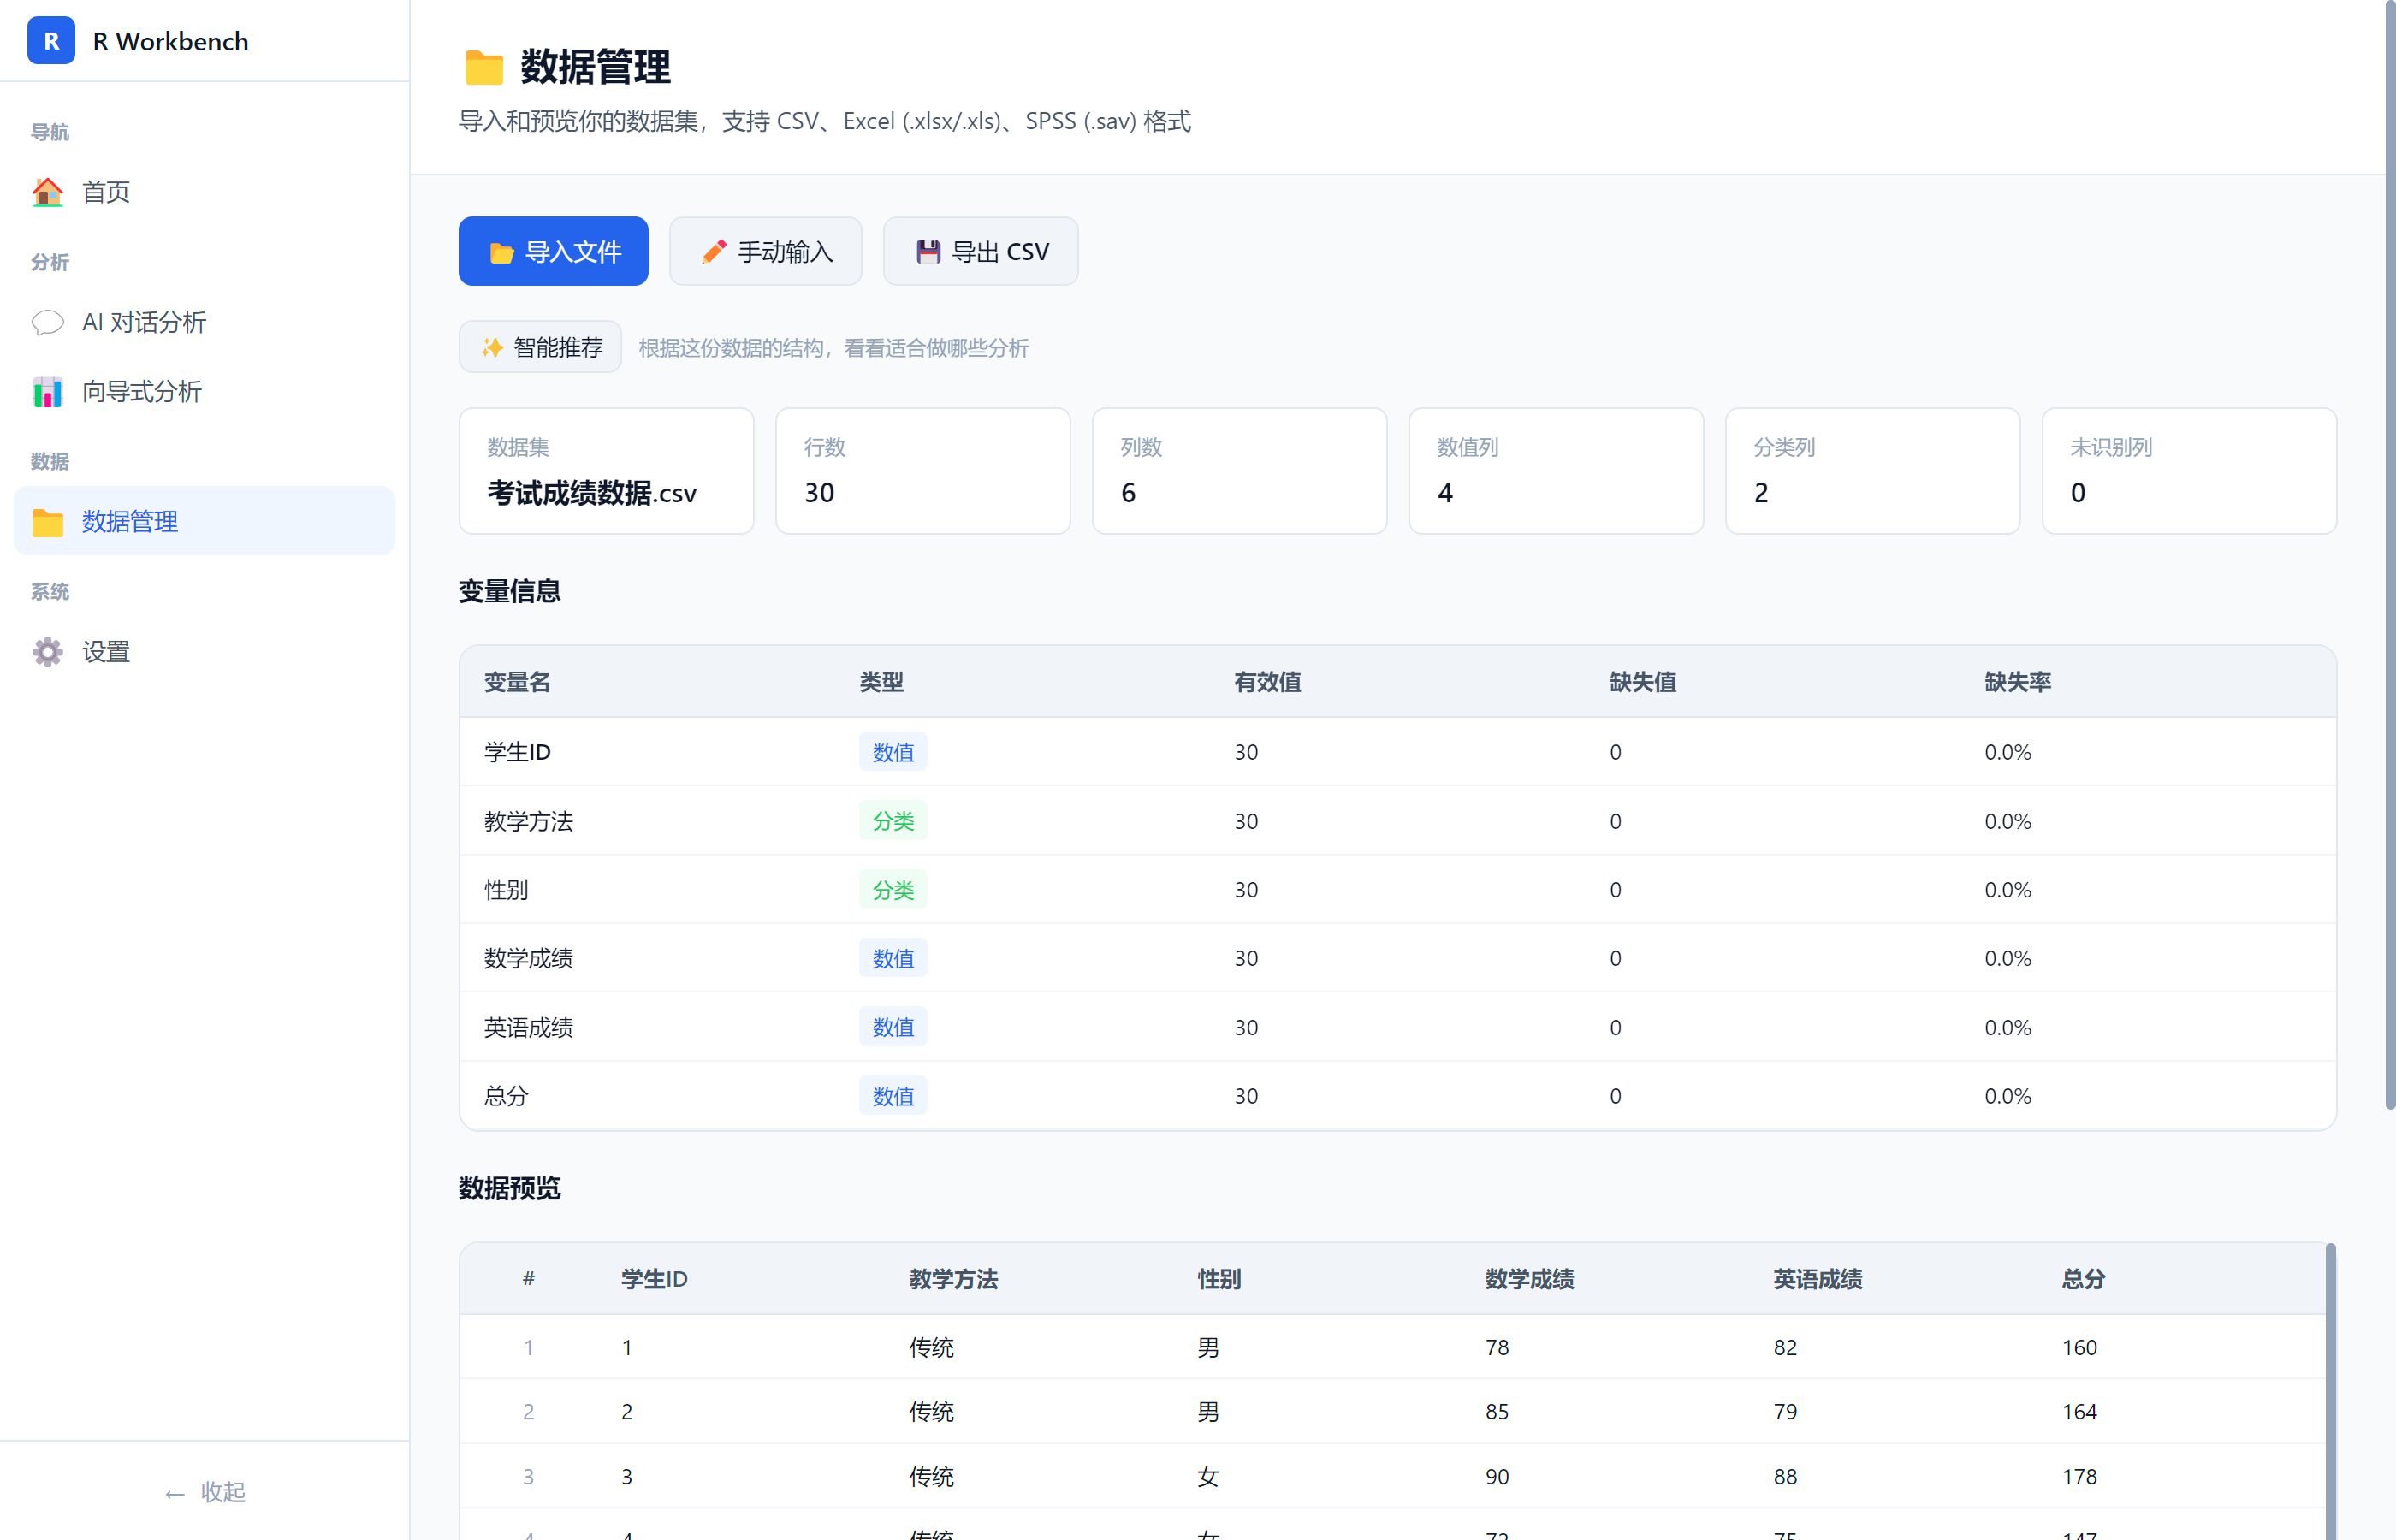 R R Workbench
导航
首页
分析
AI 对话分析
向导式分析
数据
数据管理
系统
设置
← 收起
数据管理
导入和预览你的数据集，支持 CSV、Excel (.xlsx/.xls)、SPSS (.sav) 格式
导入文件 手动输入 导出 CSV
智能推荐 根据这份数据的结构，看看适合做哪些分析
数据集 行数 列数 数值列 分类列 未识别列
考试成绩数据.csv 30 6 4 2 0
变量信息
变量名 类型 有效值 缺失值 缺失率
学生ID 数值 30 0 0.0%
教学方法 分类 30 0 0.0%
性别 分类 30 0 0.0%
数学成绩 数值 30 0 0.0%
英语成绩 数值 30 0 0.0%
总分 数值 30 0 0.0%
数据预览
# 学生ID 教学方法 性别 数学成绩 英语成绩 总分
1 1 传统 男 78 82 160
2 2 传统 男 85 79 164
3 3 传统 女 90 88 178
4 4 传统 女 72 75 147